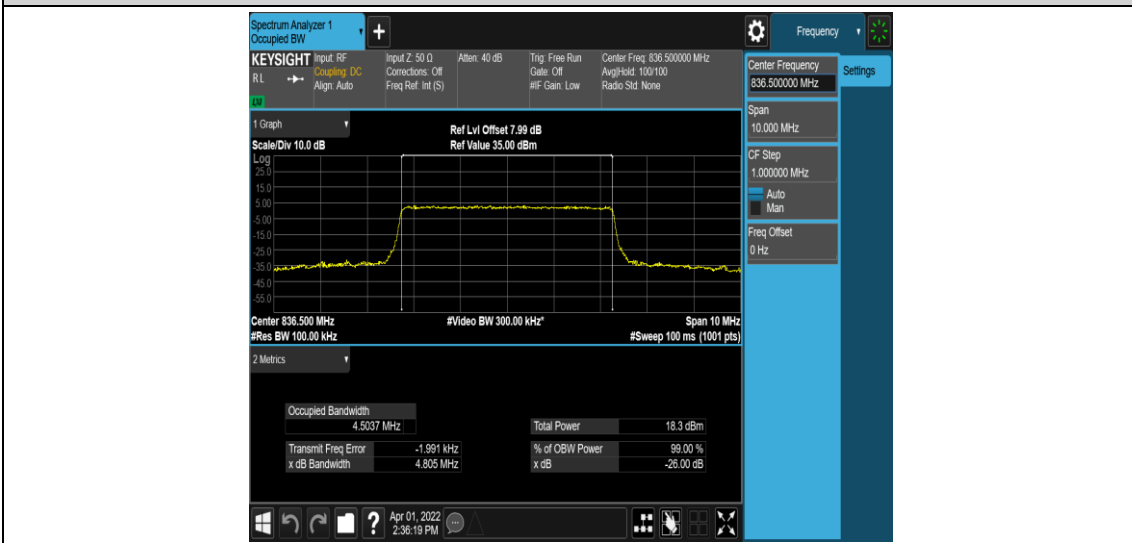 Spectrum Analyzer 1
Occupied BW
+
Frequency
KEYSIGHT
RL
LXI
Input: RF
Coupling: DC
Align: Auto
Input Z: 50 Ω
Corrections: Off
Freq Ref: Int (S)
Atten: 40 dB
Trig: Free Run
Gate: Off
#IF Gain: Low
Center Freq: 836.500000 MHz
Avg|Hold: 100/100
Radio Std: None
Center Frequency
836.500000 MHz
Settings
Span
10.000 MHz
CF Step
1.000000 MHz
Auto
Man
Freq Offset
0 Hz
1 Graph
Ref Lvl Offset 7.99 dB
Scale/Div 10.0 dB
Ref Value 35.00 dBm
Log
25.0
15.0
5.00
-5.00
-15.0
-25.0
-35.0
-45.0
-55.0
Center 836.500 MHz
#Video BW 300.00 kHz*
Span 10 MHz
#Res BW 100.00 kHz
#Sweep 100 ms (1001 pts)
2 Metrics
Occupied Bandwidth
4.5037 MHz
Total Power 18.3 dBm
Transmit Freq Error -1.991 kHz
% of OBW Power 99.00 %
x dB Bandwidth 4.805 MHz
x dB -26.00 dB
?
Apr 01, 2022
2:36:19 PM